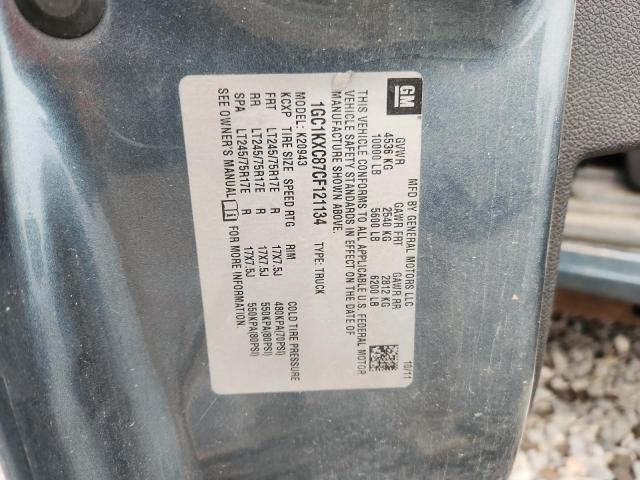 GM
MFD BY GENERAL MOTORS LLC 10/11
GVWR GAWR FRT GAWR RR
4536 KG 2540 KG 2812 KG
10000 LB 5600 LB 6200 LB
THIS VEHICLE CONFORMS TO ALL APPLICABLE U.S. FEDERAL MOTOR
VEHICLE SAFETY STANDARDS IN EFFECT ON THE DATE OF
MANUFACTURE SHOWN ABOVE.
1GC1KXC87CF121134 TYPE: TRUCK
MODEL: K20943
KCXP TIRE SIZE SPEED RTG RIM COLD TIRE PRESSURE
FRT LT245/75R17E R 17X7.5J 480KPA(70PSI)
RR LT245/75R17E R 17X7.5J 550KPA(80PSI)
SPA LT245/75R17E R 17X7.5J 550KPA(80PSI)
SEE OWNER'S MANUAL i FOR MORE INFORMATION.